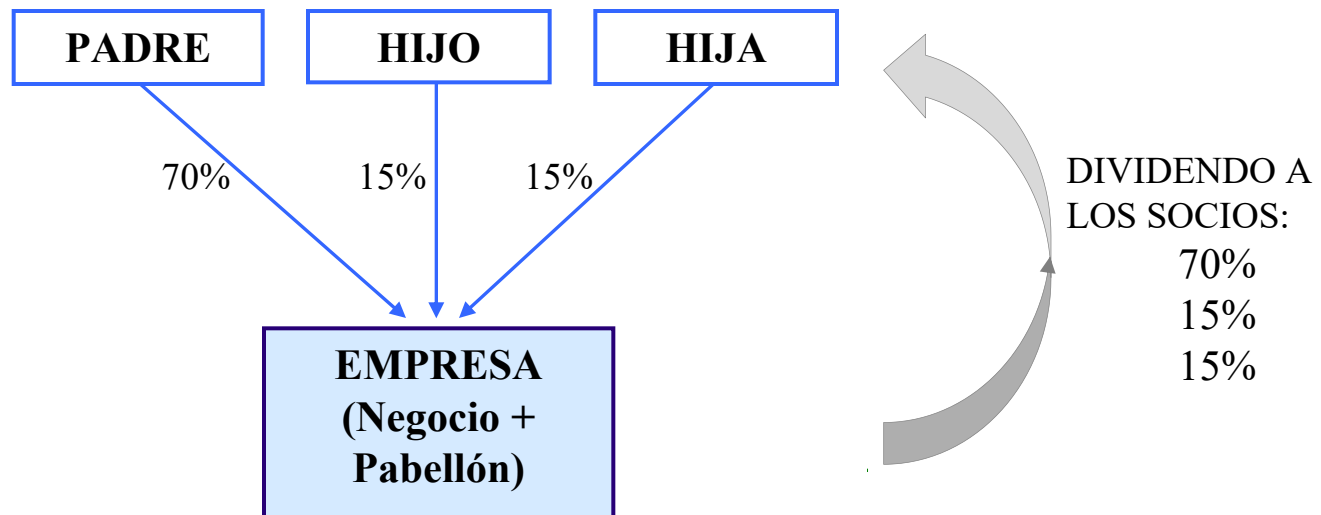 PADRE
HIJO
HIJA
70%
15%
15%
DIVIDENDO A
LOS SOCIOS:
70%
15%
15%
EMPRESA
(Negocio +
Pabellón)